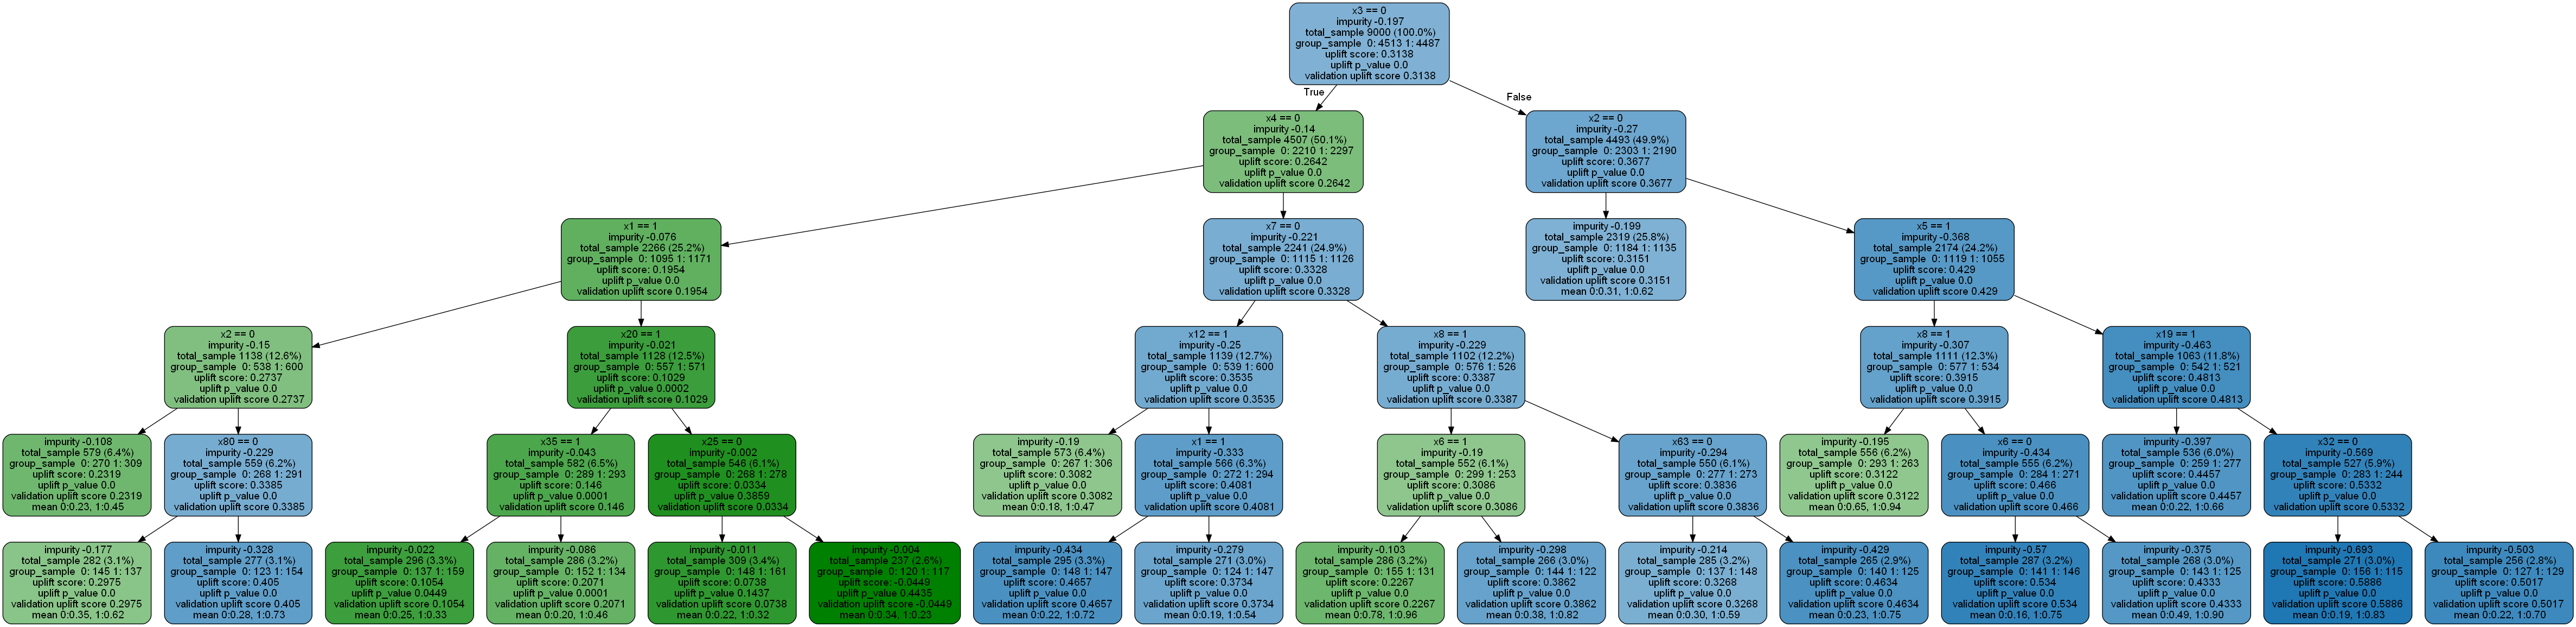 x3 == 0
impurity -0.197
total_sample 9000 (100.0%)
group_sample 0: 4513 1: 4487
uplift score: 0.3138
uplift p_value 0.0
validation uplift score 0.3138
True
False
x4 == 0
impurity -0.14
total_sample 4507 (50.1%)
group_sample 0: 2210 1: 2297
uplift score: 0.2642
uplift p_value 0.0
validation uplift score 0.2642
x2 == 0
impurity -0.27
total_sample 4493 (49.9%)
group_sample 0: 2303 1: 2190
uplift score: 0.3677
uplift p_value 0.0
validation uplift score 0.3677
x1 == 1
impurity -0.076
total_sample 2266 (25.2%)
group_sample 0: 1095 1: 1171
uplift score: 0.1954
uplift p_value 0.0
validation uplift score 0.1954
x7 == 0
impurity -0.221
total_sample 2241 (24.9%)
group_sample 0: 1115 1: 1126
uplift score: 0.3328
uplift p_value 0.0
validation uplift score 0.3328
impurity -0.199
total_sample 2319 (25.8%)
group_sample 0: 1184 1: 1135
uplift score: 0.3151
uplift p_value 0.0
validation uplift score 0.3151
mean 0:0.31, 1:0.62
x5 == 1
impurity -0.368
total_sample 2174 (24.2%)
group_sample 0: 1119 1: 1055
uplift score: 0.429
uplift p_value 0.0
validation uplift score 0.429
x2 == 0
impurity -0.15
total_sample 1138 (12.6%)
group_sample 0: 538 1: 600
uplift score: 0.2737
uplift p_value 0.0
validation uplift score 0.2737
x20 == 1
impurity -0.021
total_sample 1128 (12.5%)
group_sample 0: 557 1: 571
uplift score: 0.1029
uplift p_value 0.0002
validation uplift score 0.1029
x12 == 1
impurity -0.25
total_sample 1139 (12.7%)
group_sample 0: 539 1: 600
uplift score: 0.3535
uplift p_value 0.0
validation uplift score 0.3535
x8 == 1
impurity -0.229
total_sample 1102 (12.2%)
group_sample 0: 576 1: 526
uplift score: 0.3387
uplift p_value 0.0
validation uplift score 0.3387
x8 == 1
impurity -0.307
total_sample 1111 (12.3%)
group_sample 0: 577 1: 534
uplift score: 0.3915
uplift p_value 0.0
validation uplift score 0.3915
x19 == 1
impurity -0.463
total_sample 1063 (11.8%)
group_sample 0: 542 1: 521
uplift score: 0.4813
uplift p_value 0.0
validation uplift score 0.4813
impurity -0.108
total_sample 579 (6.4%)
group_sample 0: 270 1: 309
uplift score: 0.2319
uplift p_value 0.0
validation uplift score 0.2319
mean 0:0.23, 1:0.45
x80 == 0
impurity -0.229
total_sample 559 (6.2%)
group_sample 0: 268 1: 291
uplift score: 0.3385
uplift p_value 0.0
validation uplift score 0.3385
x35 == 1
impurity -0.043
total_sample 582 (6.5%)
group_sample 0: 289 1: 293
uplift score: 0.146
uplift p_value 0.0001
validation uplift score 0.146
x25 == 0
impurity -0.002
total_sample 546 (6.1%)
group_sample 0: 268 1: 278
uplift score: 0.0334
uplift p_value 0.3859
validation uplift score 0.0334
impurity -0.19
total_sample 573 (6.4%)
group_sample 0: 267 1: 306
uplift score: 0.3082
uplift p_value 0.0
validation uplift score 0.3082
mean 0:0.18, 1:0.47
x1 == 1
impurity -0.333
total_sample 566 (6.3%)
group_sample 0: 272 1: 294
uplift score: 0.4081
uplift p_value 0.0
validation uplift score 0.4081
x6 == 1
impurity -0.19
total_sample 552 (6.1%)
group_sample 0: 299 1: 253
uplift score: 0.3086
uplift p_value 0.0
validation uplift score 0.3086
x63 == 0
impurity -0.294
total_sample 550 (6.1%)
group_sample 0: 277 1: 273
uplift score: 0.3836
uplift p_value 0.0
validation uplift score 0.3836
impurity -0.195
total_sample 556 (6.2%)
group_sample 0: 293 1: 263
uplift score: 0.3122
uplift p_value 0.0
validation uplift score 0.3122
mean 0:0.65, 1:0.94
x6 == 0
impurity -0.434
total_sample 555 (6.2%)
group_sample 0: 284 1: 271
uplift score: 0.466
uplift p_value 0.0
validation uplift score 0.466
impurity -0.397
total_sample 536 (6.0%)
group_sample 0: 259 1: 277
uplift score: 0.4457
uplift p_value 0.0
validation uplift score 0.4457
mean 0:0.22, 1:0.66
x32 == 0
impurity -0.569
total_sample 527 (5.9%)
group_sample 0: 283 1: 244
uplift score: 0.5332
uplift p_value 0.0
validation uplift score 0.5332
impurity -0.177
total_sample 282 (3.1%)
group_sample 0: 145 1: 137
uplift score: 0.2975
uplift p_value 0.0
validation uplift score 0.2975
mean 0:0.35, 1:0.62
impurity -0.328
total_sample 277 (3.1%)
group_sample 0: 123 1: 154
uplift score: 0.405
uplift p_value 0.0
validation uplift score 0.405
mean 0:0.28, 1:0.73
impurity -0.022
total_sample 296 (3.3%)
group_sample 0: 137 1: 159
uplift score: 0.1054
uplift p_value 0.0449
validation uplift score 0.1054
mean 0:0.25, 1:0.33
impurity -0.086
total_sample 286 (3.2%)
group_sample 0: 152 1: 134
uplift score: 0.2071
uplift p_value 0.0001
validation uplift score 0.2071
mean 0:0.20, 1:0.46
impurity -0.011
total_sample 309 (3.4%)
group_sample 0: 148 1: 161
uplift score: 0.0738
uplift p_value 0.1437
validation uplift score 0.0738
mean 0:0.22, 1:0.32
impurity -0.004
total_sample 237 (2.6%)
group_sample 0: 120 1: 117
uplift score: -0.0449
uplift p_value 0.4435
validation uplift score -0.0449
mean 0:0.34, 1:0.23
impurity -0.434
total_sample 295 (3.3%)
group_sample 0: 148 1: 147
uplift score: 0.4657
uplift p_value 0.0
validation uplift score 0.4657
mean 0:0.22, 1:0.72
impurity -0.279
total_sample 271 (3.0%)
group_sample 0: 124 1: 147
uplift score: 0.3734
uplift p_value 0.0
validation uplift score 0.3734
mean 0:0.19, 1:0.54
impurity -0.103
total_sample 286 (3.2%)
group_sample 0: 155 1: 131
uplift score: 0.2267
uplift p_value 0.0
validation uplift score 0.2267
mean 0:0.78, 1:0.96
impurity -0.298
total_sample 266 (3.0%)
group_sample 0: 144 1: 122
uplift score: 0.3862
uplift p_value 0.0
validation uplift score 0.3862
mean 0:0.38, 1:0.82
impurity -0.214
total_sample 285 (3.2%)
group_sample 0: 137 1: 148
uplift score: 0.3268
uplift p_value 0.0
validation uplift score 0.3268
mean 0:0.30, 1:0.59
impurity -0.429
total_sample 265 (2.9%)
group_sample 0: 140 1: 125
uplift score: 0.4634
uplift p_value 0.0
validation uplift score 0.4634
mean 0:0.23, 1:0.75
impurity -0.57
total_sample 287 (3.2%)
group_sample 0: 141 1: 146
uplift score: 0.534
uplift p_value 0.0
validation uplift score 0.534
mean 0:0.16, 1:0.75
impurity -0.375
total_sample 268 (3.0%)
group_sample 0: 143 1: 125
uplift score: 0.4333
uplift p_value 0.0
validation uplift score 0.4333
mean 0:0.49, 1:0.90
impurity -0.693
total_sample 271 (3.0%)
group_sample 0: 156 1: 115
uplift score: 0.5886
uplift p_value 0.0
validation uplift score 0.5886
mean 0:0.19, 1:0.83
impurity -0.503
total_sample 256 (2.8%)
group_sample 0: 127 1: 129
uplift score: 0.5017
uplift p_value 0.0
validation uplift score 0.5017
mean 0:0.22, 1:0.70